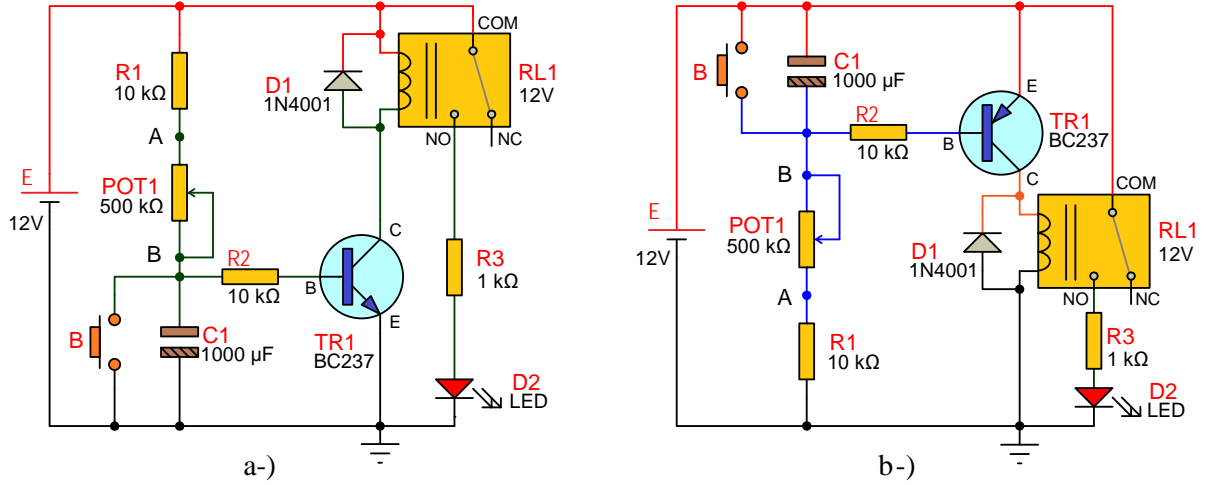 R1
10 kΩ
A
POT1
500 kΩ
B
E
12V
R2
10 kΩ
B
C1
1000 µF
D1
1N4001
COM
RL1
12V
NO
NC
C
B
E
TR1
BC237
R3
1 kΩ
D2
LED
a-)
B
C1
1000 µF
R2
10 kΩ
E
B
C
TR1
BC237
B
POT1
500 kΩ
A
R1
10 kΩ
E
12V
D1
1N4001
COM
RL1
12V
NO
NC
R3
1 kΩ
D2
LED
b-)